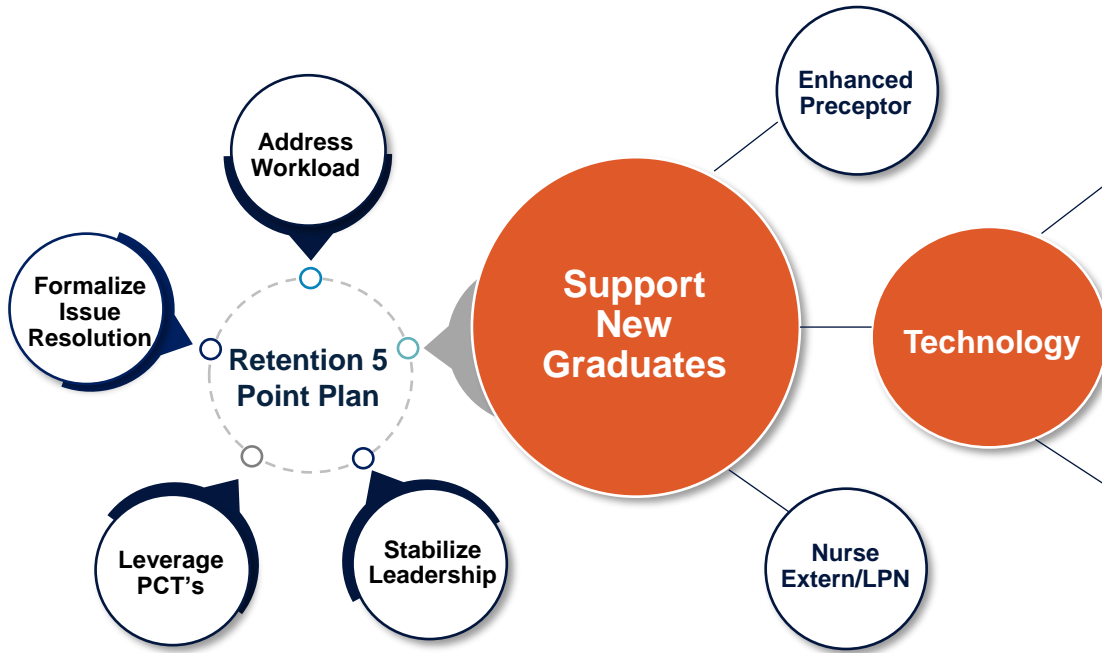 Enhanced
Preceptor
Address
Workload
Formalize
Issue
Resolution
Support
New
Graduates
Technology
Retention 5
Point Plan
Leverage
PCT's
Stabilize
Leadership
Nurse
Extern/LPN